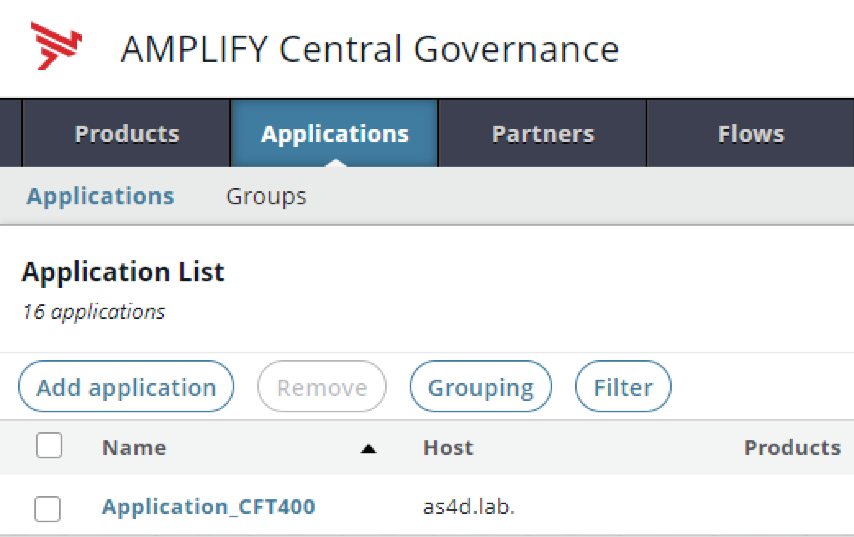 AMPLIFY Central Governance
Products Applications Partners Flows
Applications Groups
Application List
16 applications
Add application Remove Grouping Filter
Name Host Products
Application_CFT400 as4d.lab.